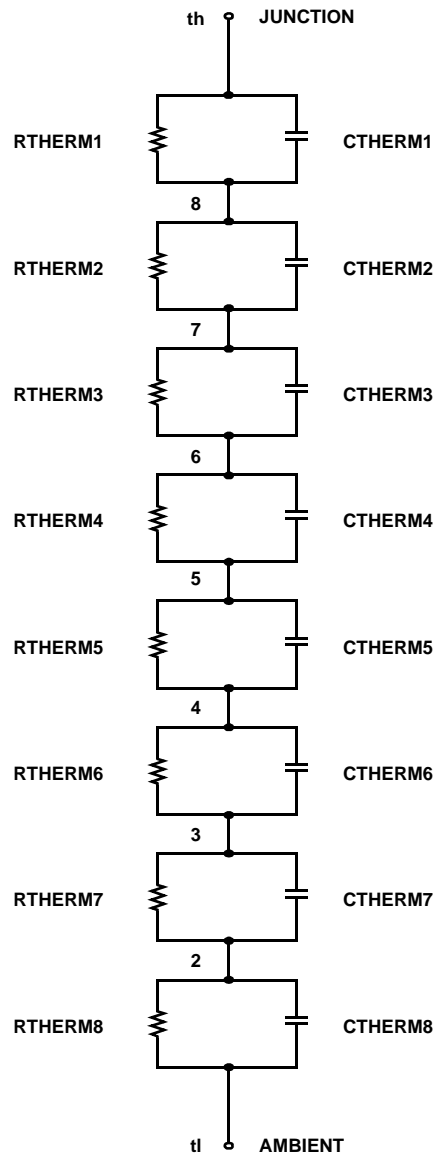 th JUNCTION
RTHERM1 CTHERM1
8
RTHERM2 CTHERM2
7
RTHERM3 CTHERM3
6
RTHERM4 CTHERM4
5
RTHERM5 CTHERM5
4
RTHERM6 CTHERM6
3
RTHERM7 CTHERM7
2
RTHERM8 CTHERM8
tl AMBIENT